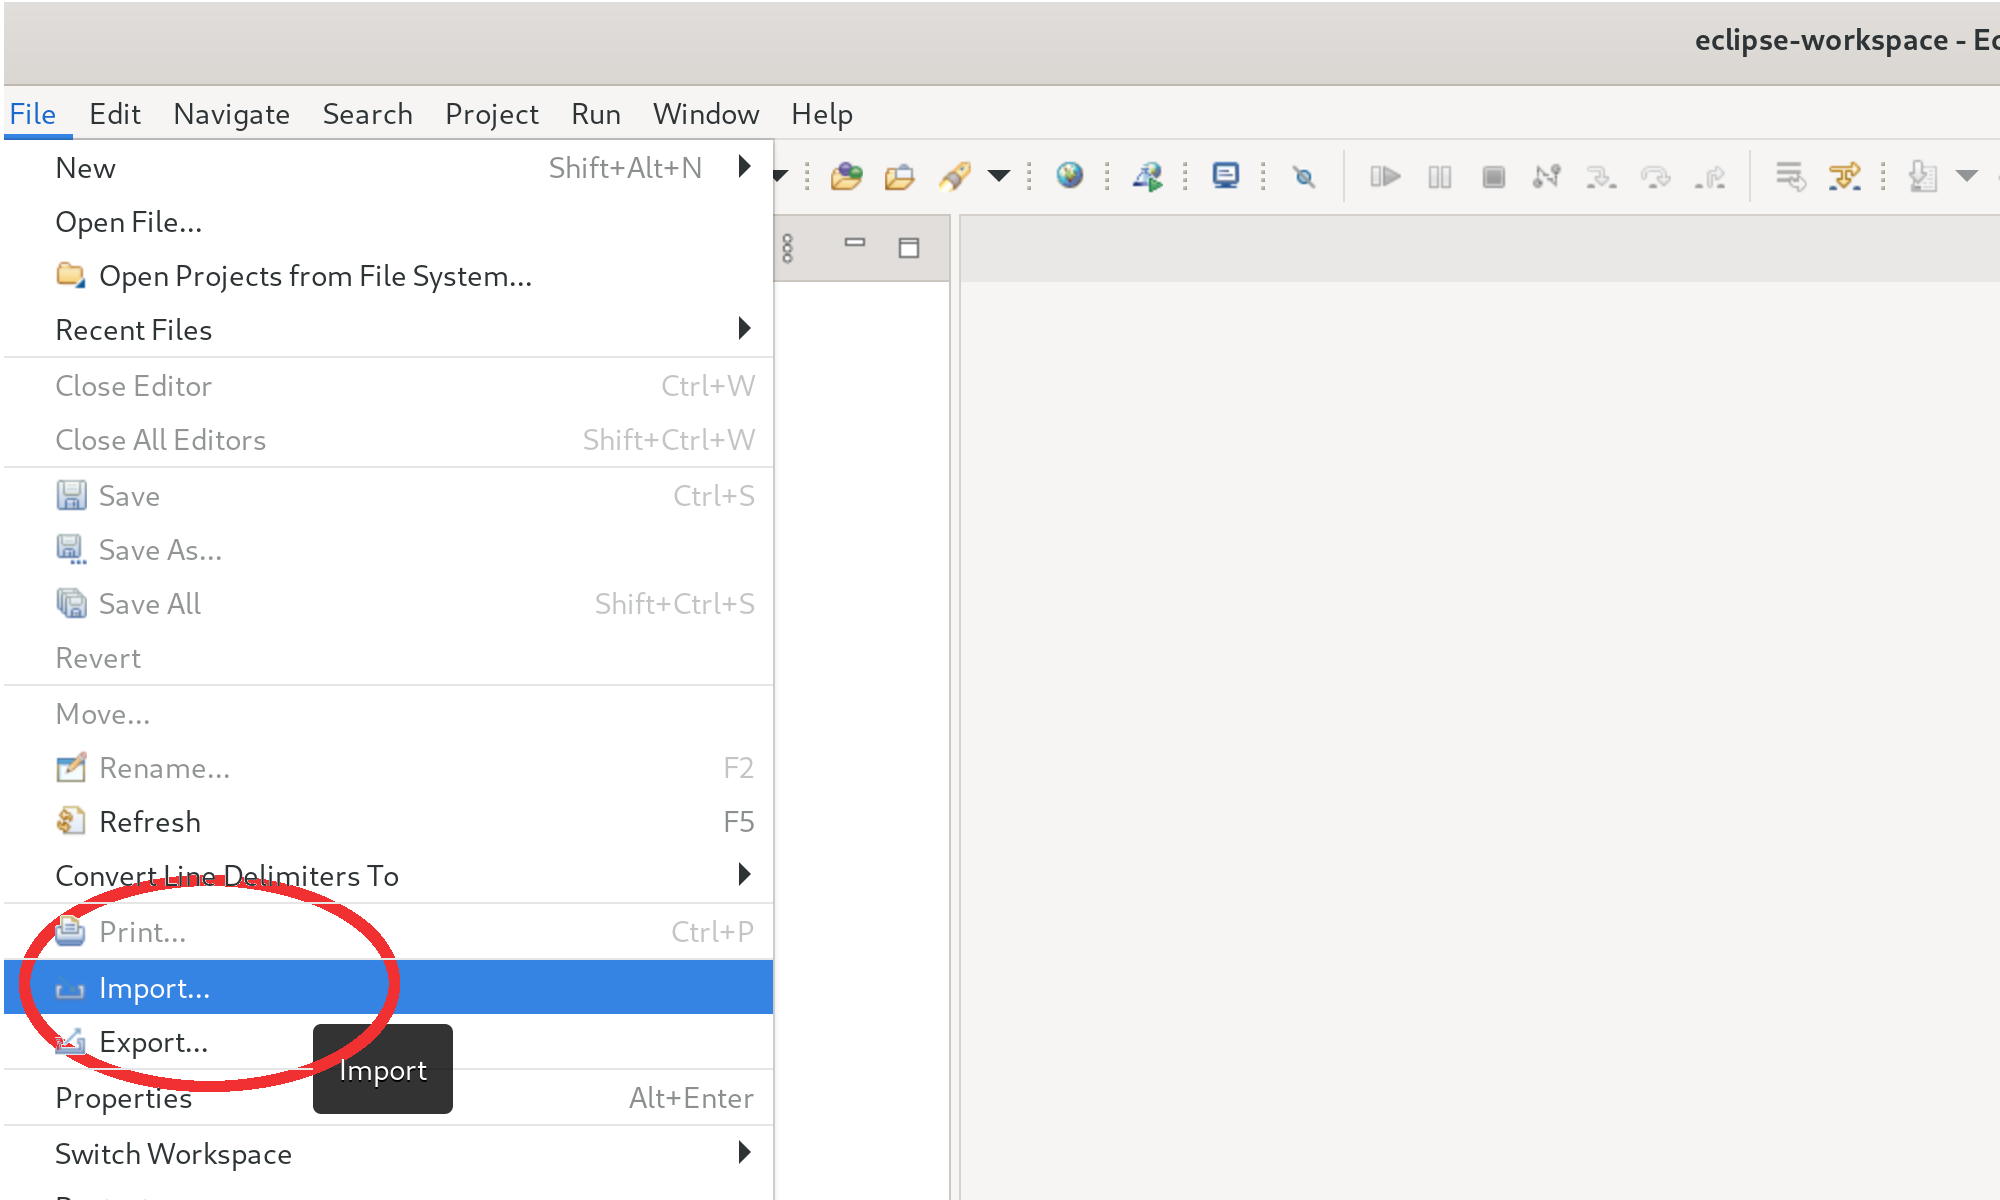 eclipse-workspace - Ec
File Edit Navigate Search Project Run Window Help
New Shift+Alt+N
Open File...
Open Projects from File System...
Recent Files
Close Editor Ctrl+W
Close All Editors Shift+Ctrl+W
Save Ctrl+S
Save As...
Save All Shift+Ctrl+S
Revert
Move...
Rename... F2
Refresh F5
Convert Line Delimiters To
Print... Ctrl+P
Import...
Export...
Import
Properties Alt+Enter
Switch Workspace